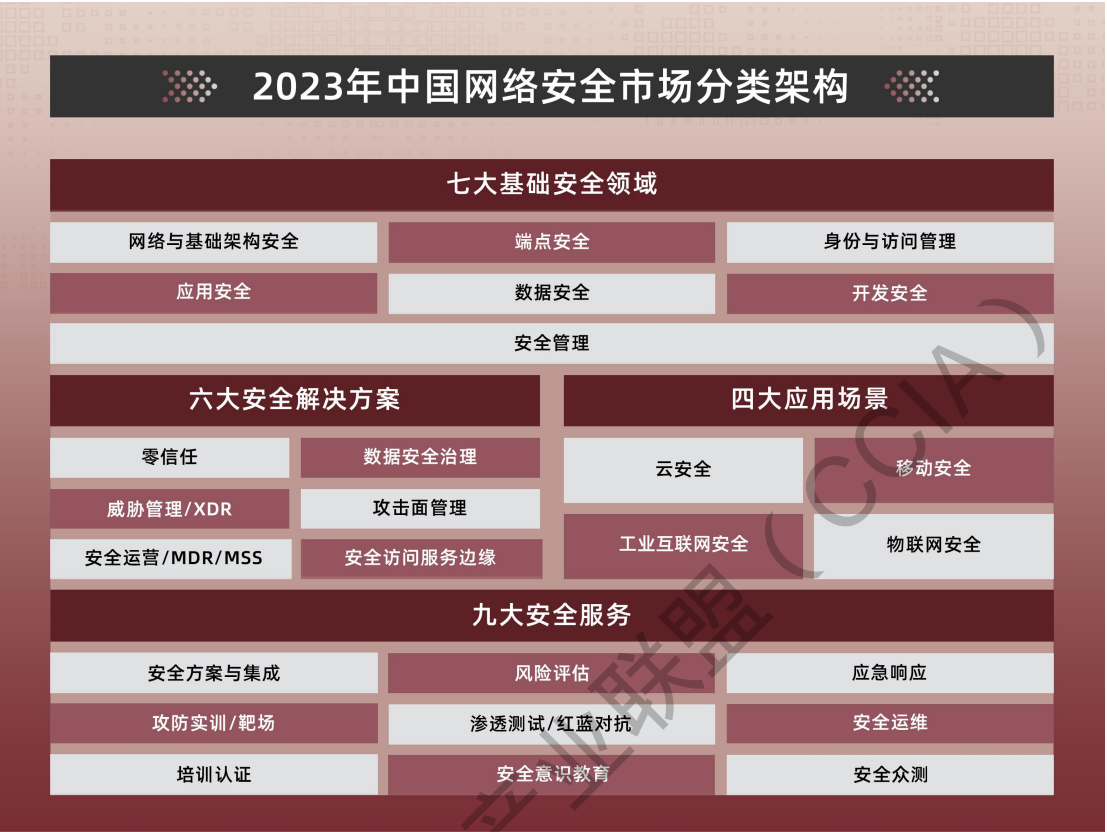 2023年中国网络安全市场分类架构
七大基础安全领域
网络与基础架构安全 端点安全 身份与访问管理
应用安全 数据安全 开发安全
安全管理
六大安全解决方案
零信任 数据安全治理
威胁管理/XDR 攻击面管理
安全运营/MDR/MSS 安全访问服务边缘
四大应用场景
云安全 移动安全
工业互联网安全 物联网安全
九大安全服务
安全方案与集成 风险评估 应急响应
攻防实训/靶场 渗透测试/红蓝对抗 安全运维
培训认证 安全意识教育 安全众测
产业联盟（CCIA）